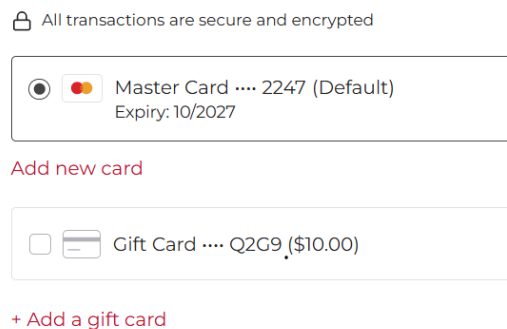 All transactions are secure and encrypted
Master Card •••• 2247 (Default)
Expiry: 10/2027
Add new card
Gift Card •••• Q2G9 ($10.00)
+ Add a gift card